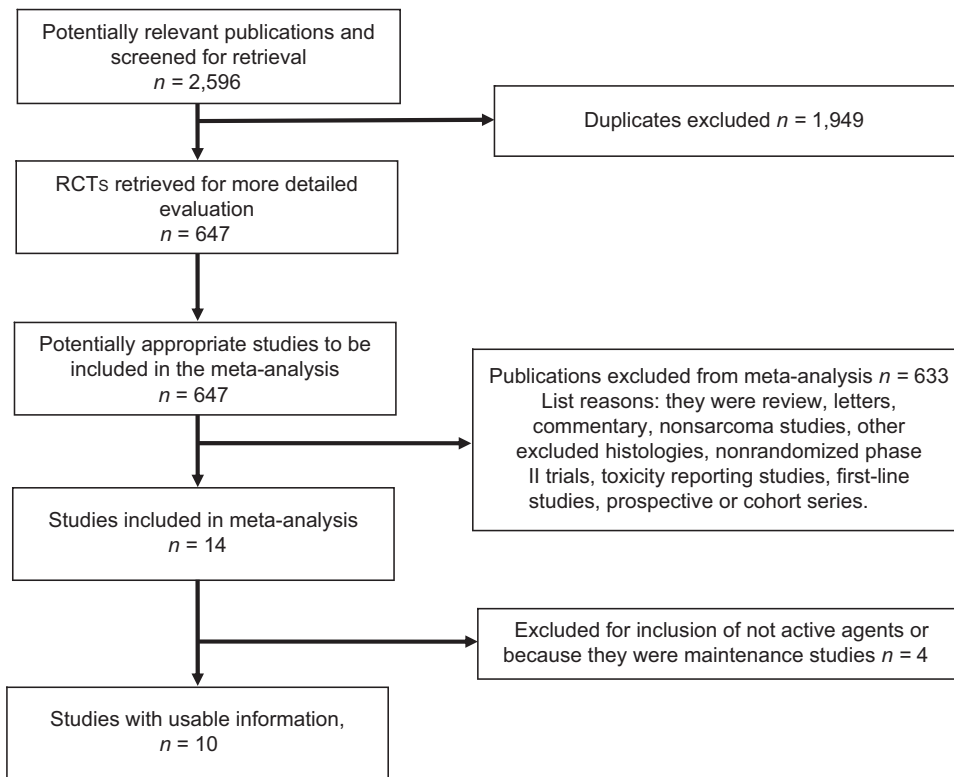 Potentially relevant publications and
screened for retrieval
n = 2,596
Duplicates excluded n = 1,949
RCTs retrieved for more detailed
evaluation
n = 647
Potentially appropriate studies to be
included in the meta-analysis
n = 647
Publications excluded from meta-analysis n = 633
List reasons: they were review, letters,
commentary, nonsarcoma studies, other
excluded histologies, nonrandomized phase
II trials, toxicity reporting studies, first-line
studies, prospective or cohort series.
Studies included in meta-analysis
n = 14
Excluded for inclusion of not active agents or
because they were maintenance studies n = 4
Studies with usable information,
n = 10